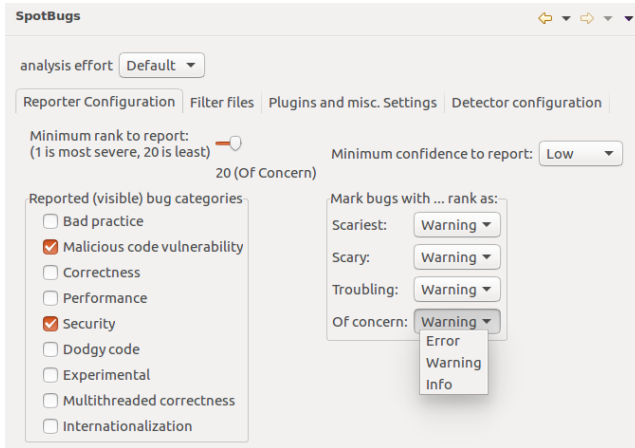 SpotBugs
analysis effort Default
Reporter Configuration Filter files Plugins and misc. Settings Detector configuration
Minimum rank to report:
(1 is most severe, 20 is least)
20 (Of Concern)
Minimum confidence to report: Low
Reported (visible) bug categories
Bad practice
Malicious code vulnerability
Correctness
Performance
Security
Dodgy code
Experimental
Multithreaded correctness
Internationalization
Mark bugs with ... rank as:
Scariest: Warning
Scary: Warning
Troubling: Warning
Of concern: Warning
Error
Warning
Info